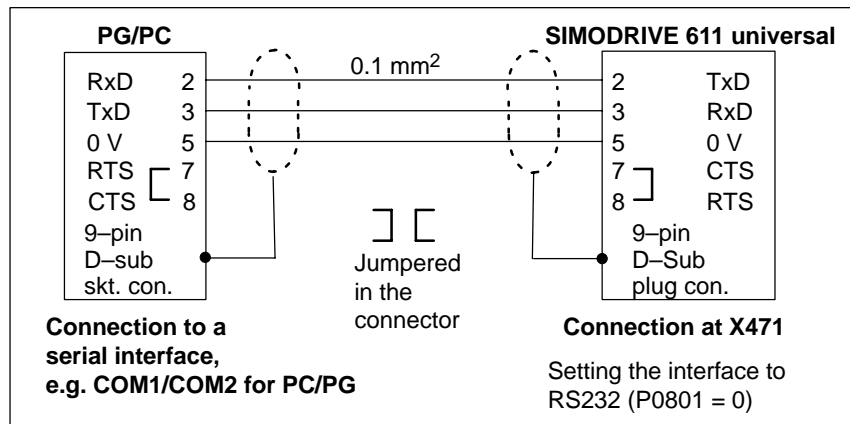 PG/PC
SIMODRIVE 611 universal
0.1 mm²
RxD 2
TxD 3
0 V 5
RTS 7
CTS 8
9–pin
D–sub
skt. con.
2 TxD
3 RxD
5 0 V
7 CTS
8 RTS
9–pin
D–Sub
plug con.
Jumpered
in the
connector
Connection to a
serial interface,
e.g. COM1/COM2 for PC/PG
Connection at X471
Setting the interface to
RS232 (P0801 = 0)